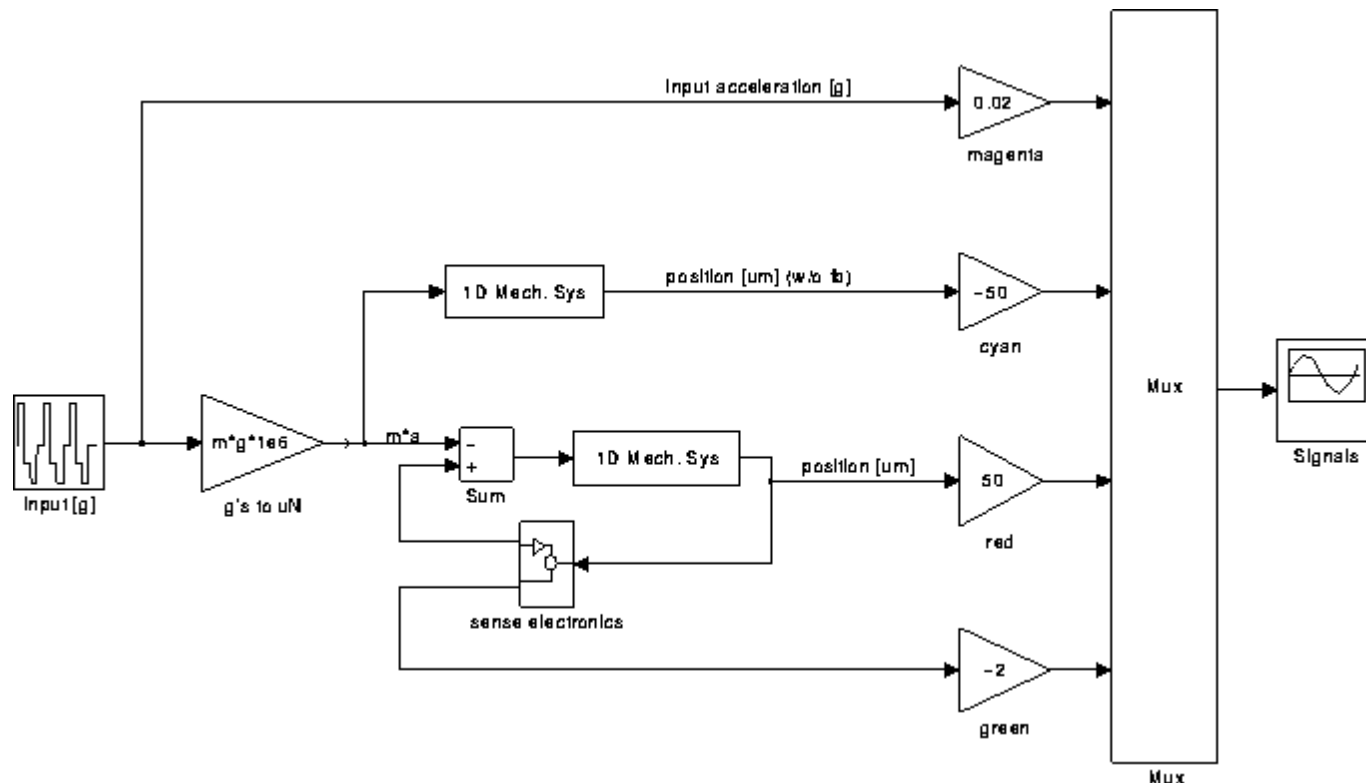 Input acceleration [g]
0.02
magenta
1D Mech. Sys
position [um] (w/o fb)
-50
cyan
Mux
m*g*1e6
m*a
-
+
Sum
1D Mech. Sys
position [um]
50
Signals
Input [g]
g's to uN
red
sense electronics
-2
green
Mux